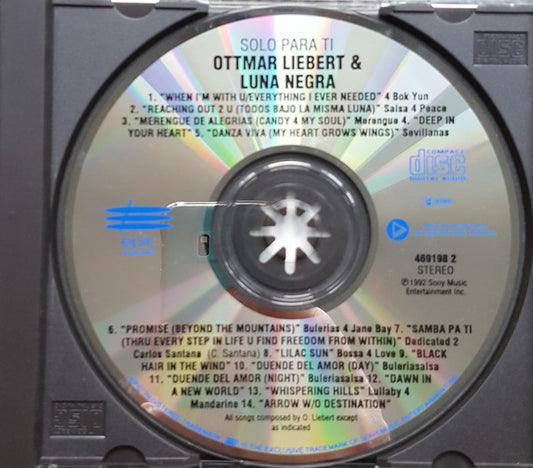 SOLO PARA TI
OTTMAR LIEBERT &
LUNA NEGRA
1. "WHEN I'M WITH U/EVERYTHING I EVER NEEDED" 4 Bok Yun
2. "REACHING OUT 2 U (TODOS BAJO LA MISMA LUNA)" Salsa 4 Peace
3. "MERENGUE DE ALEGRIAS (CANDY 4 MY SOUL)" Merengue 4. "DEEP IN
YOUR HEART" 5. "DANZA VIVA (MY HEART GROWS WINGS)" Sevillanas
COMPACT
disc
DIGITAL AUDIO
epic
469198 2
STEREO
℗ 1992 Sony Music
Entertainment Inc.
6. "PROMISE (BEYOND THE MOUNTAINS)" Bulerias 4 Jane Bay 7. "SAMBA PA TI
(THRU EVERY STEP IN LIFE U FIND FREEDOM FROM WITHIN)" Dedicated 2
Carlos Santana (C. Santana) 8. "LILAC SUN" Bossa 4 Love 9. "BLACK
HAIR IN THE WIND" 10. "DUENDE DEL AMOR (DAY)" Buleriasalsa
11. "DUENDE DEL AMOR (NIGHT)" Buleriasalsa 12. "DAWN IN
A NEW WORLD" 13. "WHISPERING HILLS" Lullaby 4
Mandarine 14. "ARROW W/O DESTINATION"
All songs composed by O. Liebert except
as indicated